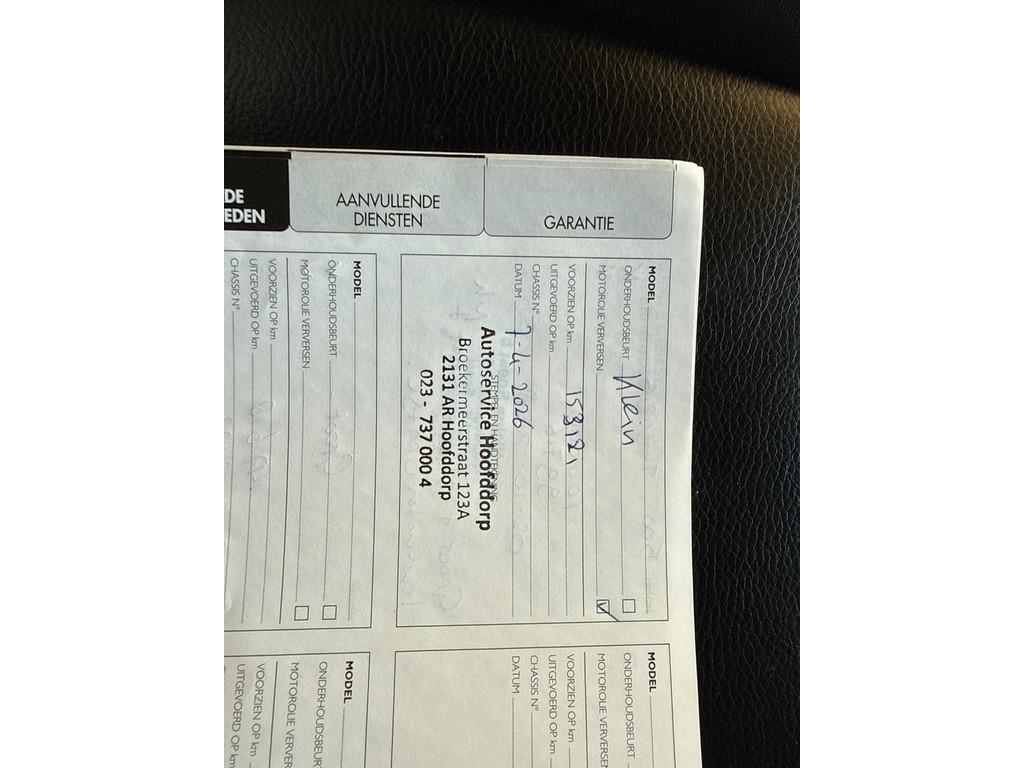 DE
EDEN
AANVULLENDE
DIENSTEN
GARANTIE
MODEL
ONDERHOUDSBEURT Klein
MOTOROLIE VERVERSEN
VOORZIEN OP km
UITGEVOERD OP km 153121
CHASSIS N°
DATUM 7-4-2026
STEMPEL EN HANDTEKENING
Autoservice Hoofddorp
Broekermeerstraat 123A
2131 AR Hoofddorp
023 - 737 000 4
MODEL
ONDERHOUDSBEURT
MOTOROLIE VERVERSEN
VOORZIEN OP km
UITGEVOERD OP km
CHASSIS N°
MODEL
ONDERHOUDSBEURT
MOTOROLIE VERVERSEN
VOORZIEN OP km
UITGEVOERD OP km
CHASSIS N°
DATUM
MODEL
ONDERHOUDSBEURT
MOTOROLIE VERVERSEN
VOORZIEN OP km
UITGEVOERD OP km